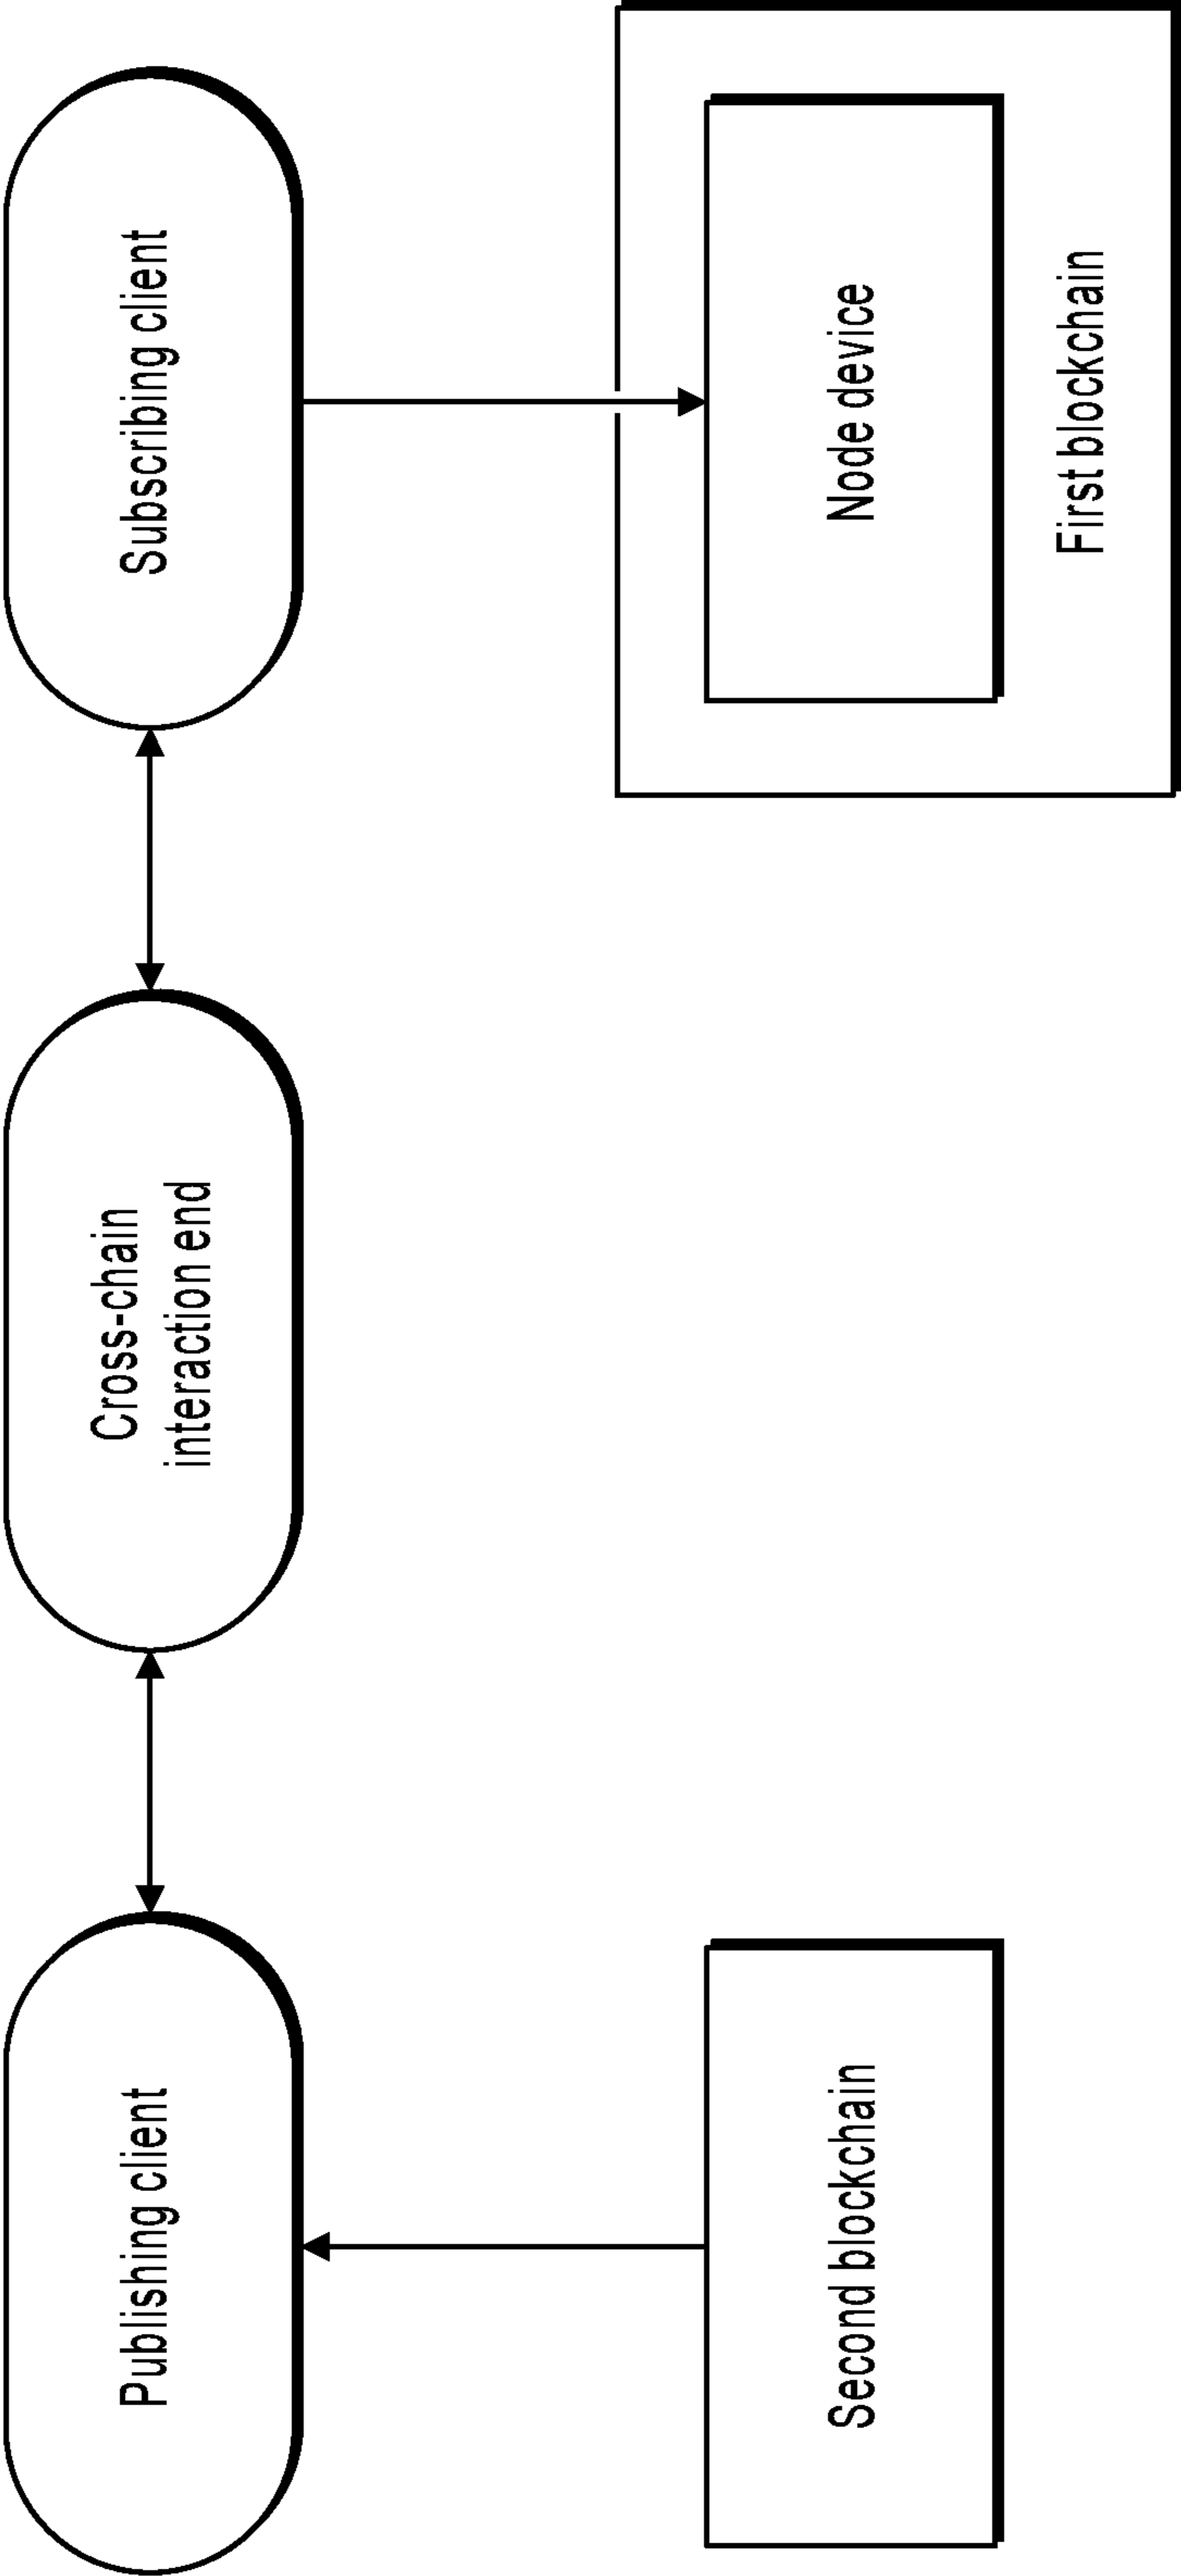 Publishing client
Cross-chain
interaction end
Subscribing client
Second blockchain
Node device
First blockchain